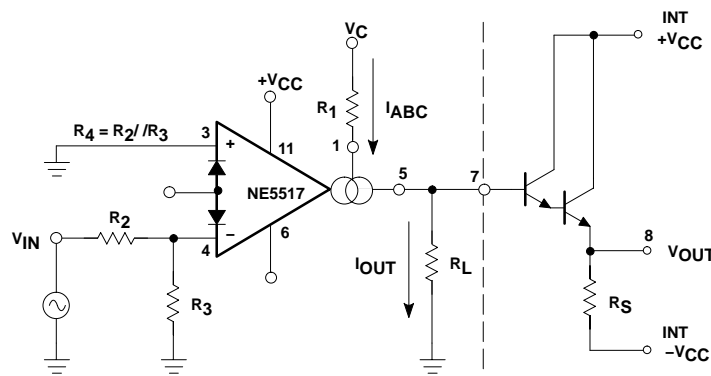 VC
INT
+VCC
+VCC
R1
IABC
R4 = R2//R3
3
+
11
1
5
7
NE5517
VIN
R2
4
−
6
8
VOUT
IOUT
RL
R3
RS
INT
−VCC